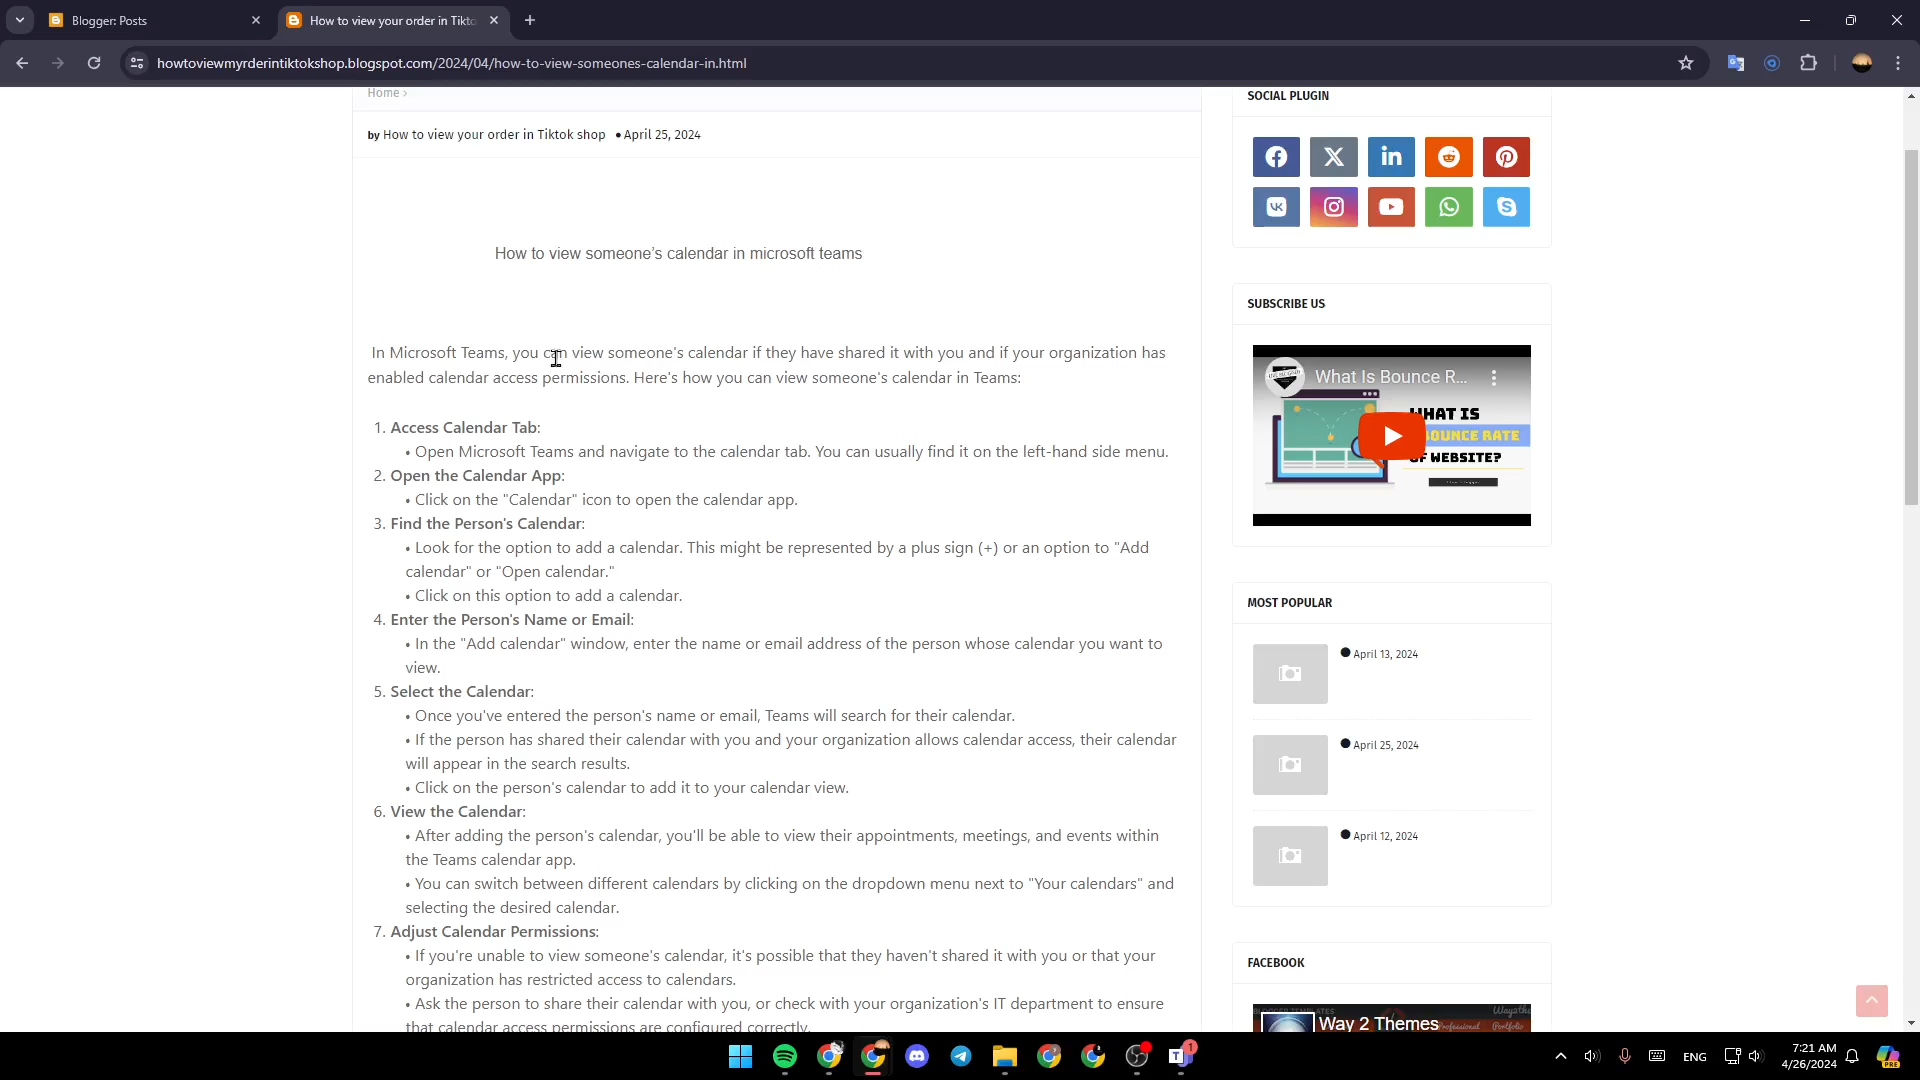 Blogger: Posts
How to view your order in Tikto
howtoviewmyrderintiktokshop.blogspot.com/2024/04/how-to-view-someones-calendar-in.html
Home ›
by How to view your order in Tiktok shop • April 25, 2024
How to view someone’s calendar in microsoft teams
In Microsoft Teams, you can view someone's calendar if they have shared it with you and if your organization has
enabled calendar access permissions. Here's how you can view someone's calendar in Teams:
1. Access Calendar Tab:
• Open Microsoft Teams and navigate to the calendar tab. You can usually find it on the left-hand side menu.
2. Open the Calendar App:
• Click on the "Calendar" icon to open the calendar app.
3. Find the Person's Calendar:
• Look for the option to add a calendar. This might be represented by a plus sign (+) or an option to "Add
calendar" or "Open calendar."
• Click on this option to add a calendar.
4. Enter the Person's Name or Email:
• In the "Add calendar" window, enter the name or email address of the person whose calendar you want to
view.
5. Select the Calendar:
• Once you've entered the person's name or email, Teams will search for their calendar.
• If the person has shared their calendar with you and your organization allows calendar access, their calendar
will appear in the search results.
• Click on the person's calendar to add it to your calendar view.
6. View the Calendar:
• After adding the person's calendar, you'll be able to view their appointments, meetings, and events within
the Teams calendar app.
• You can switch between different calendars by clicking on the dropdown menu next to "Your calendars" and
selecting the desired calendar.
7. Adjust Calendar Permissions:
• If you're unable to view someone's calendar, it's possible that they haven't shared it with you or that your
organization has restricted access to calendars.
• Ask the person to share their calendar with you, or check with your organization's IT department to ensure
that calendar access permissions are configured correctly.
SOCIAL PLUGIN
SUBSCRIBE US
What Is Bounce R...
WHAT IS
BOUNCE RATE
OF WEBSITE?
MOST POPULAR
April 13, 2024
April 25, 2024
April 12, 2024
FACEBOOK
Way 2 Themes
Professional
Portfolio
1
ENG
7:21 AM
4/26/2024
PRE